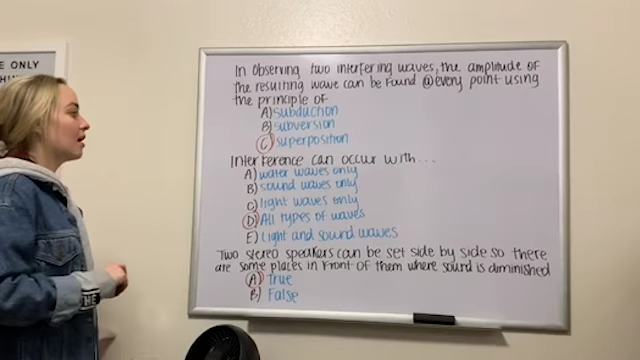 E ONLY
In Observing two interfering waves, the amplitude of
the resulting wave can be found @ every point using
the principle of
A) subduction
B) subversion
C) superposition
Interference can occur with...
A) water waves only
B) sound waves only
C) light waves only
D) All types of waves
E) Light and sound waves
Two stereo speakers can be set side by side so there
are some places in front of them where sound is diminished
A) True
B) False
THE